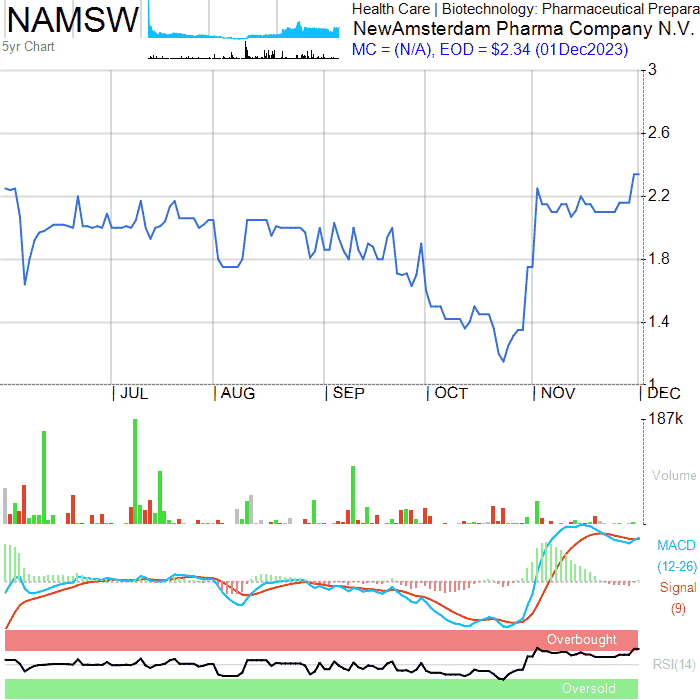 NAMSW
5yr Chart
Health Care | Biotechnology: Pharmaceutical Prepara
NewAmsterdam Pharma Company N.V.
MC = (N/A), EOD = $2.34 (01Dec2023)
3
2.6
2.2
1.8
1.4
1
JUL AUG SEP OCT NOV DEC
187k
Volume
MACD
(12-26)
Signal
(9)
Overbought
RSI(14)
Oversold